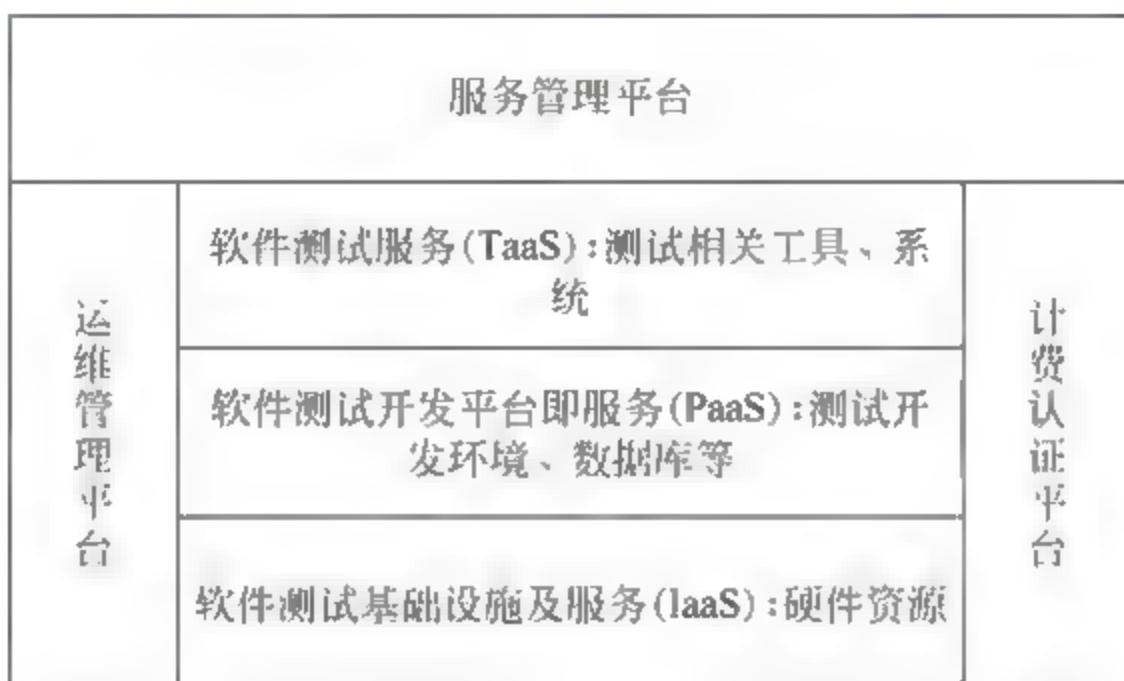 服务管理平台
软件测试服务(TaaS):测试相关工具、系
统
运维管理平台
软件测试开发平台即服务(PaaS):测试开
发环境、数据库等
计费认证平台
软件测试基础设施及服务(IaaS):硬件资源